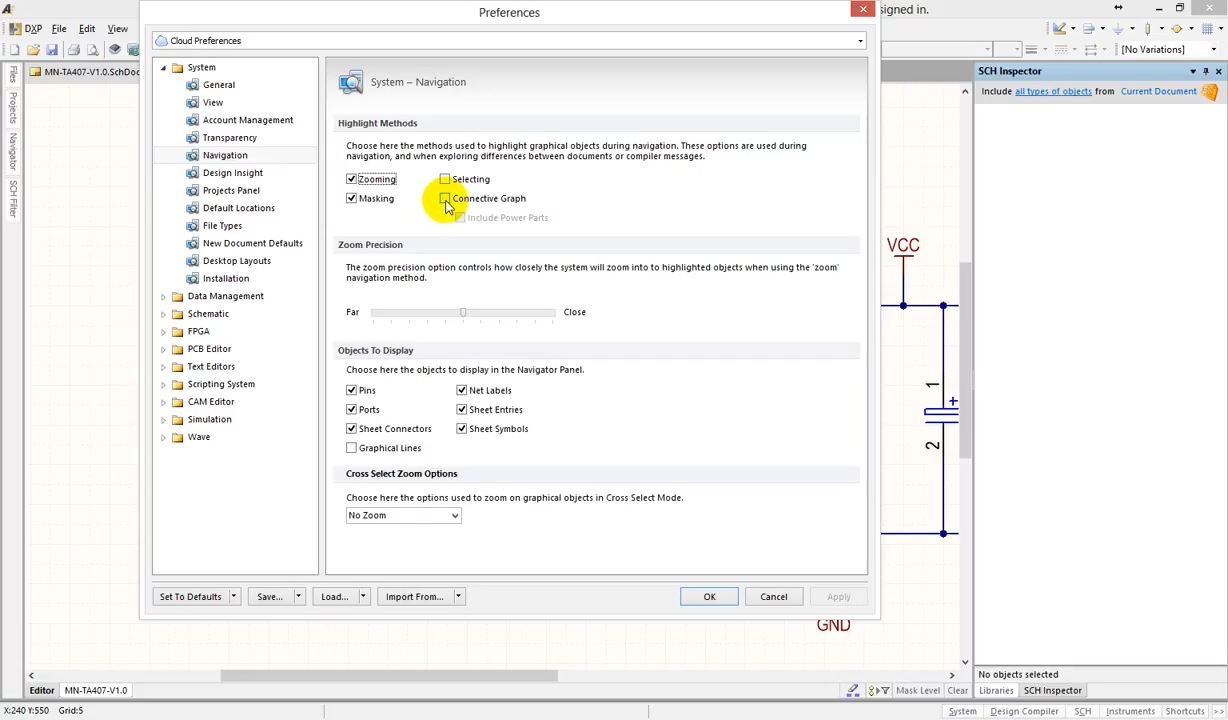 Preferences
signed in.
DXP File Edit View
Cloud Preferences
[No Variations]
MN-TA407-V1.0.SchDoc
SCH Inspector
Include all types of objects from Current Document
Files
Projects
Navigator
SCH Filter
System
General
View
Account Management
Transparency
Navigation
Design Insight
Projects Panel
Default Locations
File Types
New Document Defaults
Desktop Layouts
Installation
Data Management
Schematic
FPGA
PCB Editor
Text Editors
Scripting System
CAM Editor
Simulation
Wave
System – Navigation
Highlight Methods
Choose here the methods used to highlight graphical objects during navigation. These options are used during
navigation, and when exploring differences between documents or compiler messages.
Zooming Selecting
Masking Connective Graph
Include Power Parts
Zoom Precision
The zoom precision option controls how closely the system will zoom into to highlighted objects when using the 'zoom'
navigation method.
Far Close
Objects To Display
Choose here the objects to display in the Navigator Panel.
Pins Net Labels
Ports Sheet Entries
Sheet Connectors Sheet Symbols
Graphical Lines
Cross Select Zoom Options
Choose here the options used to zoom on graphical objects in Cross Select Mode.
No Zoom
Set To Defaults Save... Load... Import From... OK Cancel Apply
VCC
1
+
2
GND
No objects selected
Editor MN-TA407-V1.0 Mask Level Clear Libraries SCH Inspector
X:240 Y:550 Grid:5 System Design Compiler SCH Instruments Shortcuts >>